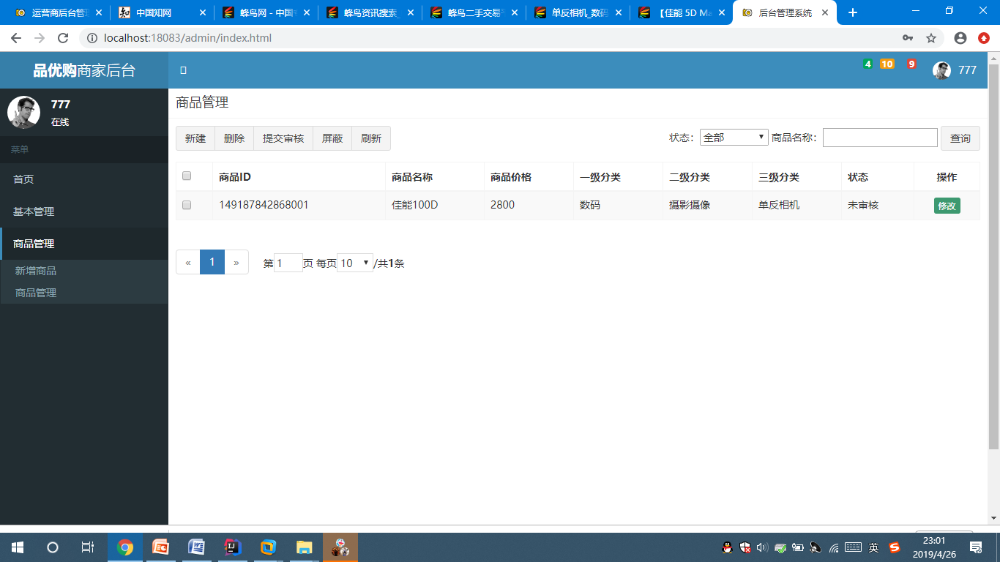 运营商后台管
中国知网
蜂鸟网 - 中国
蜂鸟资讯搜索_
蜂鸟二手交易
单反相机_数码
【佳能 5D Ma
后台管理系统
localhost:18083/admin/index.html
品优购商家后台
4 10 9 777
777
在线
菜单
首页
基本管理
商品管理
新增商品
商品管理
商品管理
新建 删除 提交审核 屏蔽 刷新
状态： 全部 商品名称： 查询
商品ID 商品名称 商品价格 一级分类 二级分类 三级分类 状态 操作
149187842868001 佳能100D 2800 数码 摄影摄像 单反相机 未审核 修改
« 1 » 第 1 页 每页 10 /共1条
英
23:01
2019/4/26